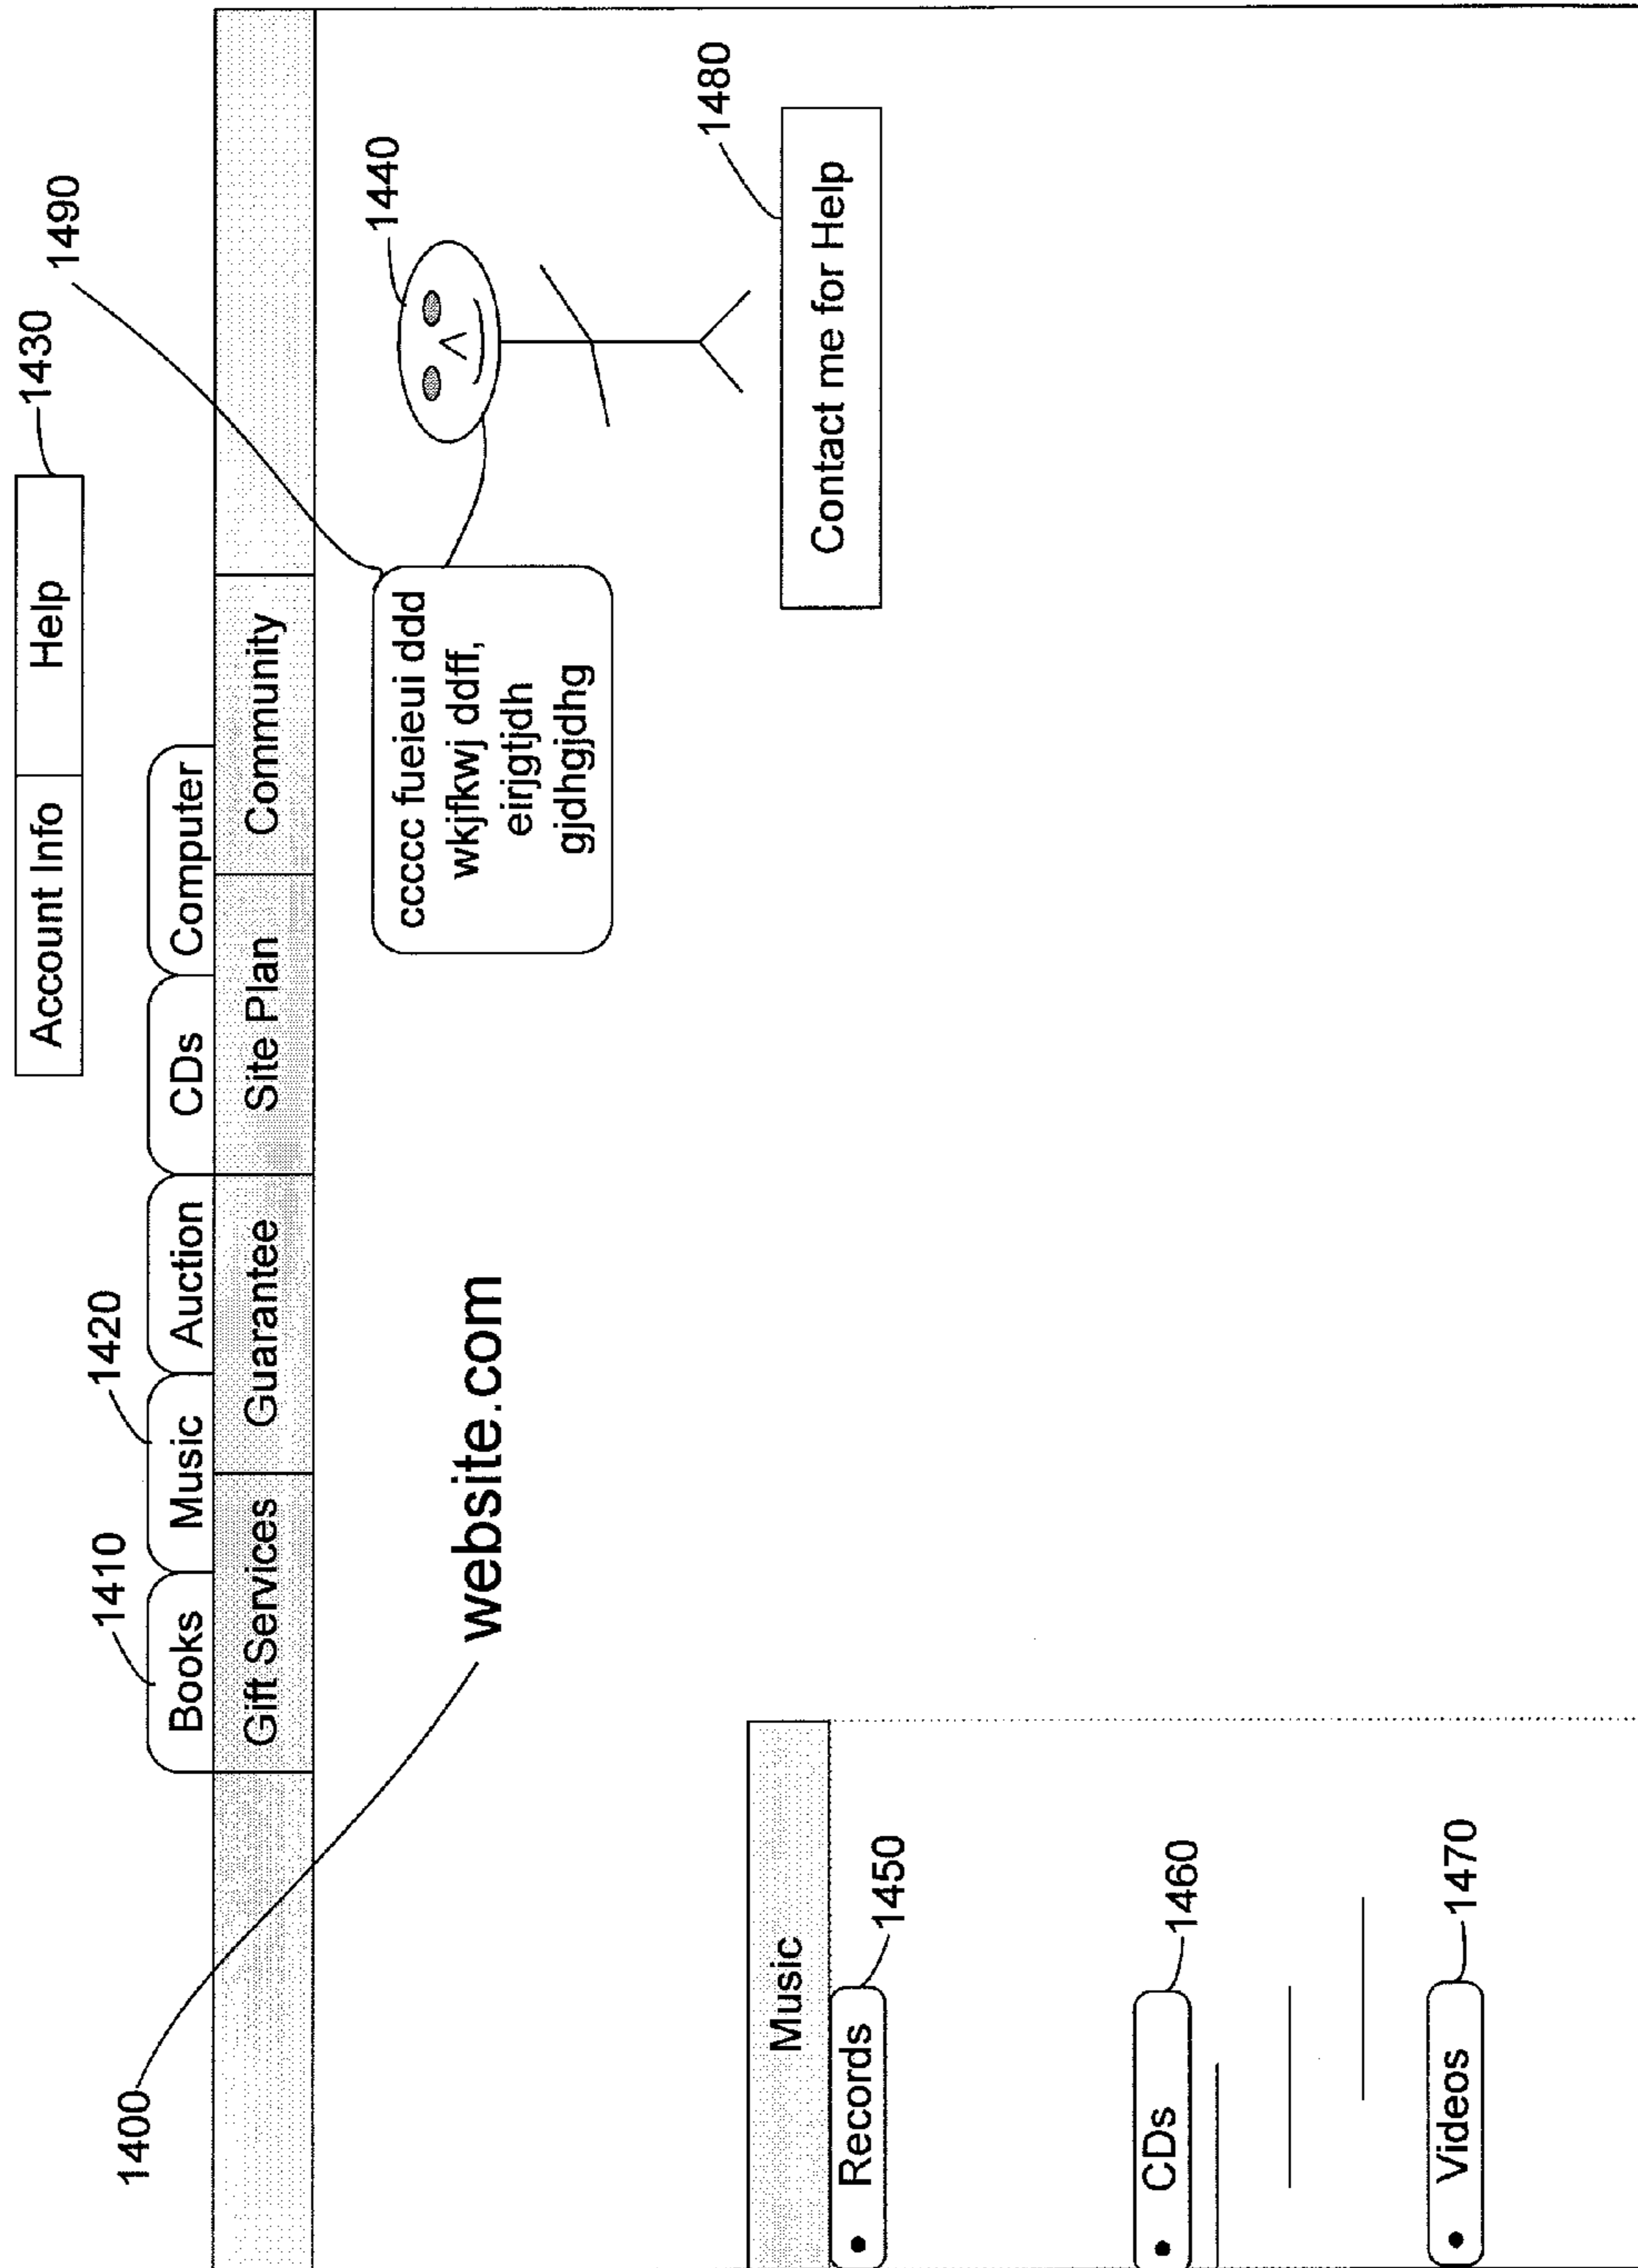 1430
Account Info Help
1490
1410
1420
Books Music Auction CDs Computer
Gift Services Guarantee Site Plan Community
1400
website.com
1440
ccccc fueieui ddd
wkjfkwj ddff,
eirjgtjdh
gjdhgjdhg
1480
Contact me for Help
Music
• Records
1450
• CDs
1460
• Videos
1470